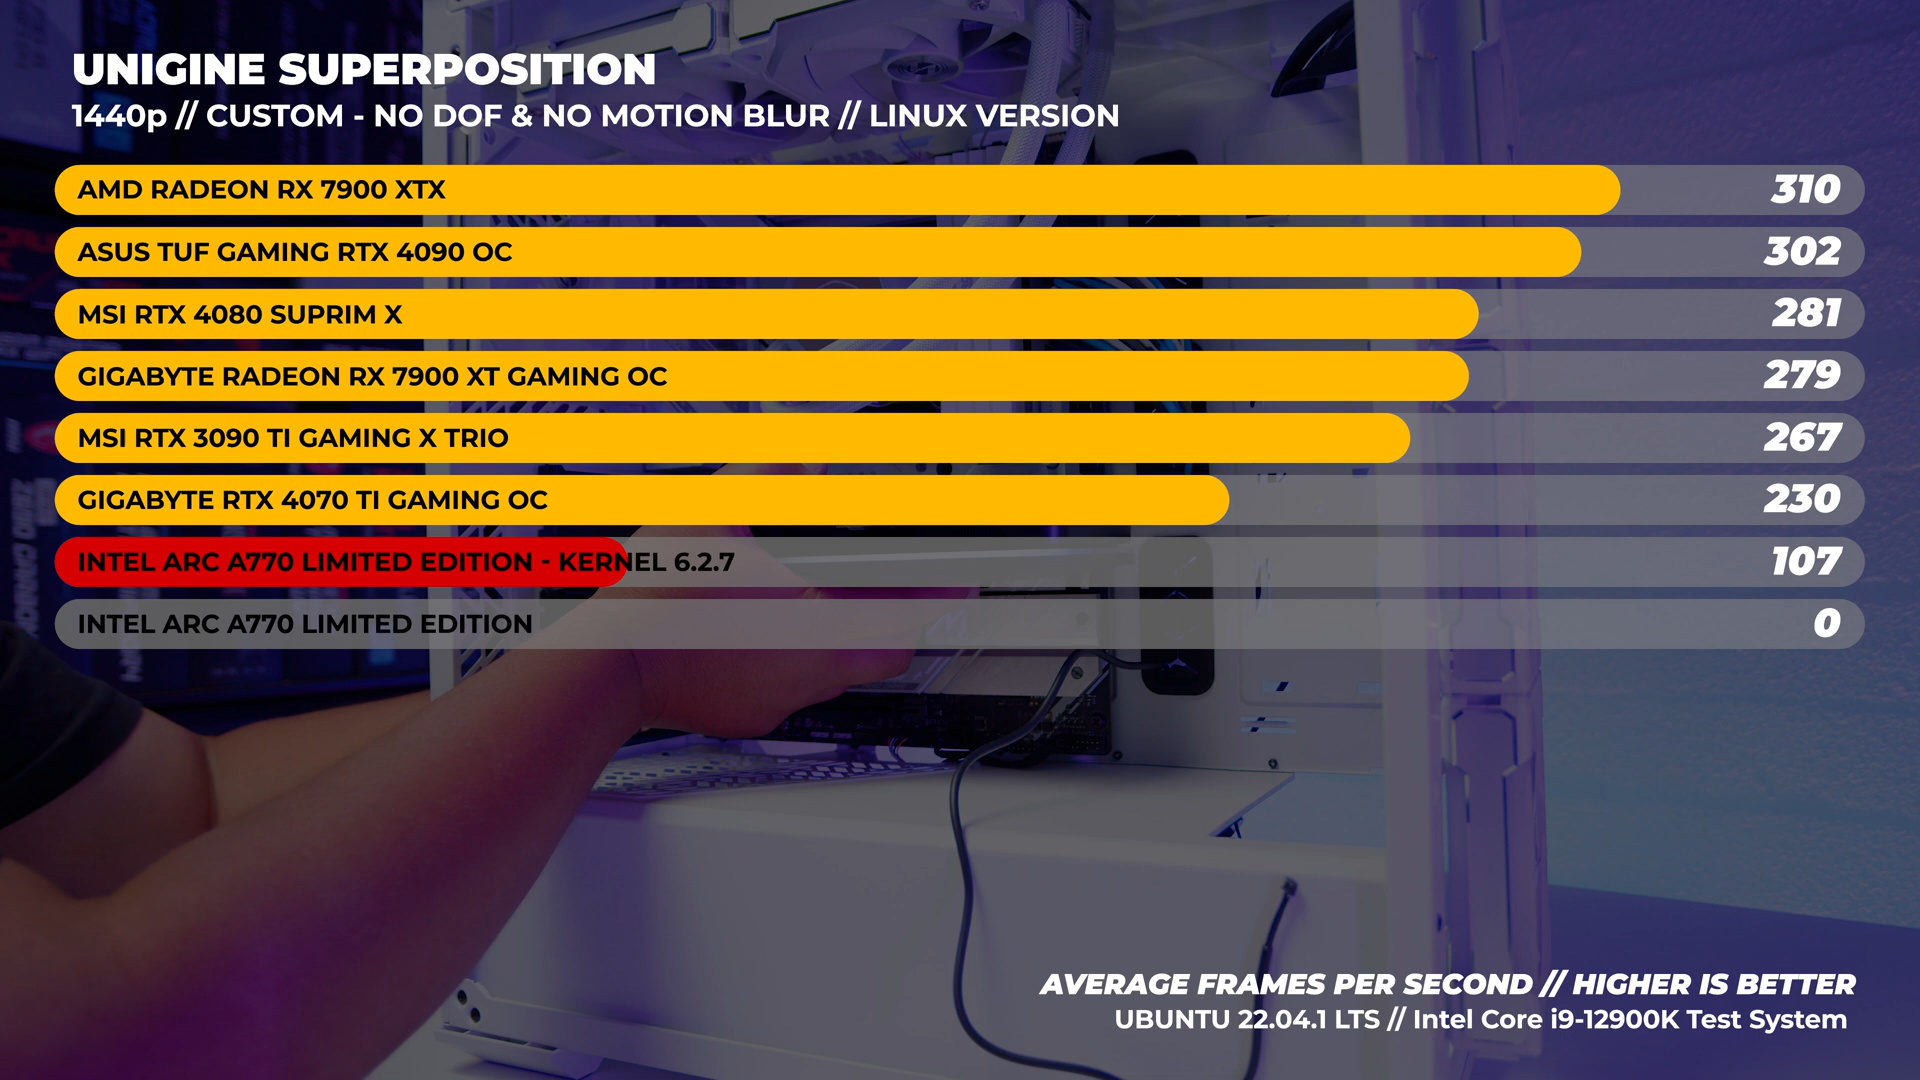 UNIGINE SUPERPOSITION
1440p // CUSTOM - NO DOF & NO MOTION BLUR // LINUX VERSION
AMD RADEON RX 7900 XTX 310
ASUS TUF GAMING RTX 4090 OC 302
MSI RTX 4080 SUPRIM X 281
GIGABYTE RADEON RX 7900 XT GAMING OC 279
MSI RTX 3090 TI GAMING X TRIO 267
GIGABYTE RTX 4070 TI GAMING OC 230
INTEL ARC A770 LIMITED EDITION - KERNEL 6.2.7 107
INTEL ARC A770 LIMITED EDITION 0
AVERAGE FRAMES PER SECOND // HIGHER IS BETTER
UBUNTU 22.04.1 LTS // Intel Core i9-12900K Test System